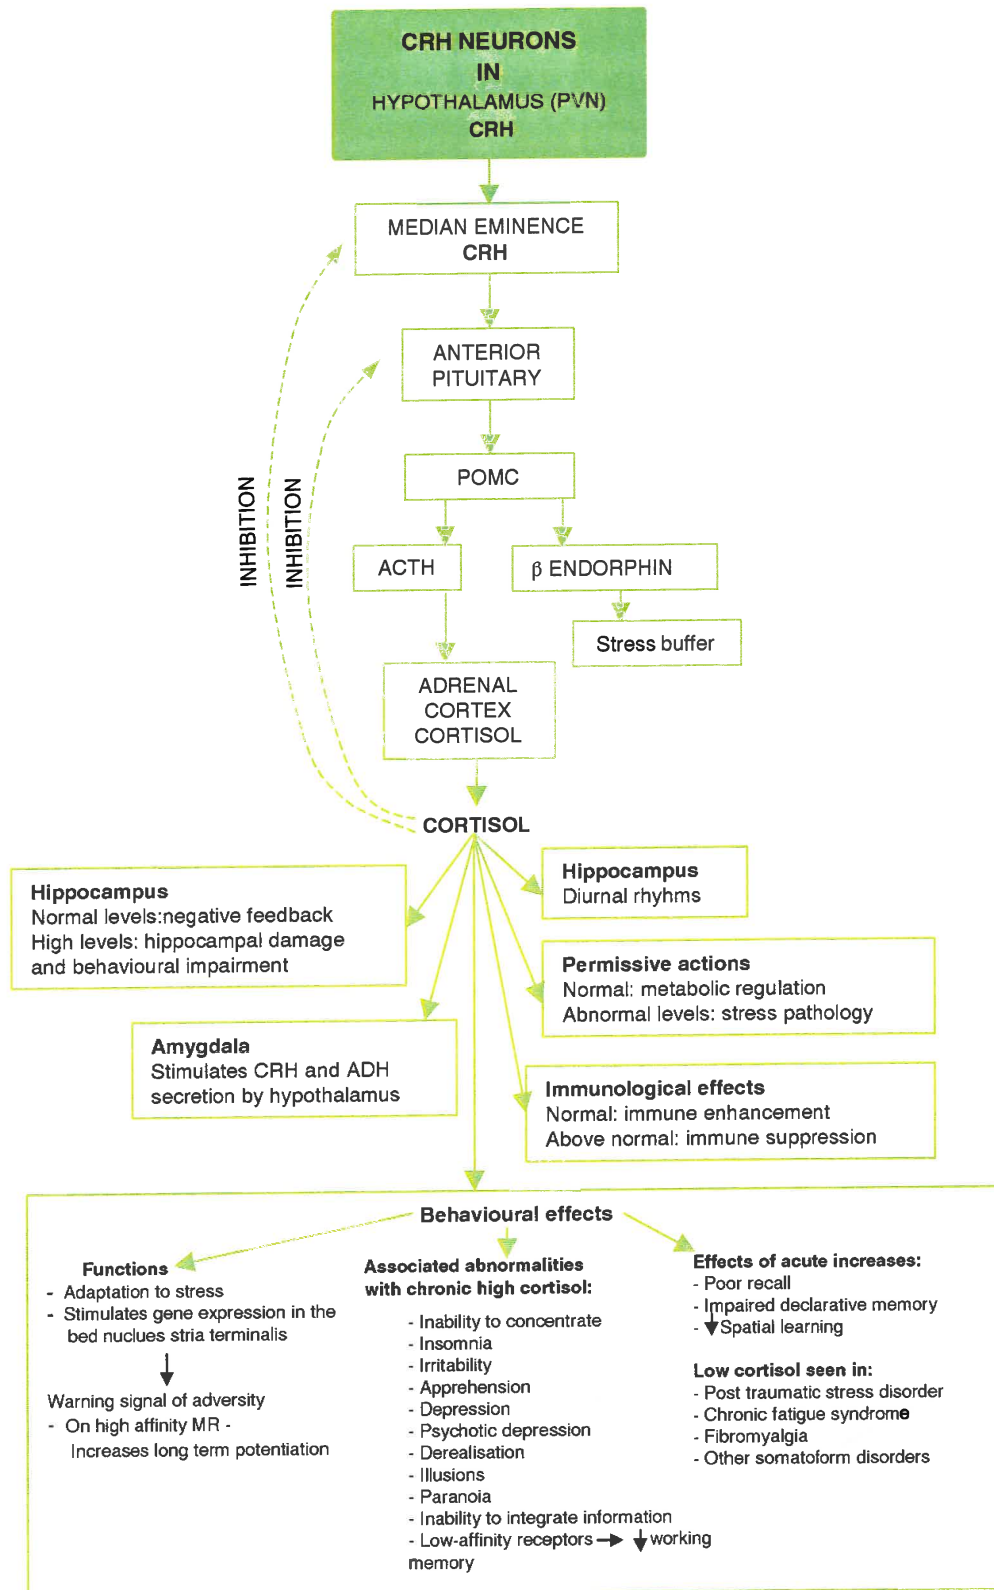 CRH NEURONS
IN
HYPOTHALAMUS (PVN)
CRH
MEDIAN EMINENCE
CRH
ANTERIOR
PITUITARY
POMC
ACTH
β ENDORPHIN
Stress buffer
ADRENAL
CORTEX
CORTISOL
INHIBITION
INHIBITION
CORTISOL
Hippocampus
Normal levels:negative feedback
High levels: hippocampal damage
and behavioural impairment
Hippocampus
Diurnal rhyhms
Permissive actions
Normal: metabolic regulation
Abnormal levels: stress pathology
Amygdala
Stimulates CRH and ADH
secretion by hypothalamus
Immunological effects
Normal: immune enhancement
Above normal: immune suppression
Behavioural effects
Functions
- Adaptation to stress
- Stimulates gene expression in the
bed nuclues stria terminalis
↓
Warning signal of adversity
- On high affinity MR -
Increases long term potentiation
Associated abnormalities
with chronic high cortisol:
- Inability to concentrate
- Insomnia
- Irritability
- Apprehension
- Depression
- Psychotic depression
- Derealisation
- Illusions
- Paranoia
- Inability to integrate information
- Low-affinity receptors → ↓ working
memory
Effects of acute increases:
- Poor recall
- Impaired declarative memory
- ↓ Spatial learning
Low cortisol seen in:
- Post traumatic stress disorder
- Chronic fatigue syndrome
- Fibromyalgia
- Other somatoform disorders